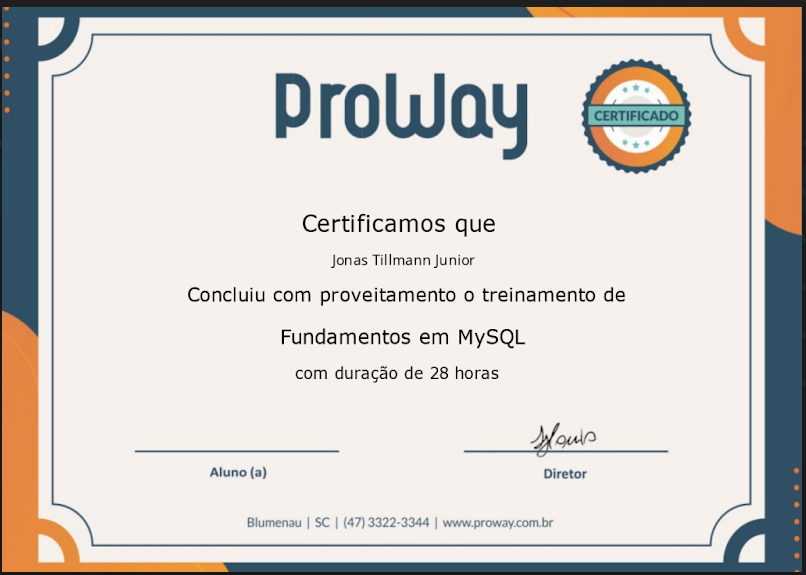 ProWay
CERTIFICADO
Certificamos que
Jonas Tillmann Junior
Concluiu com proveitamento o treinamento de
Fundamentos em MySQL
com duração de 28 horas
Aluno (a)
Diretor
Blumenau | SC | (47) 3322-3344 | www.proway.com.br